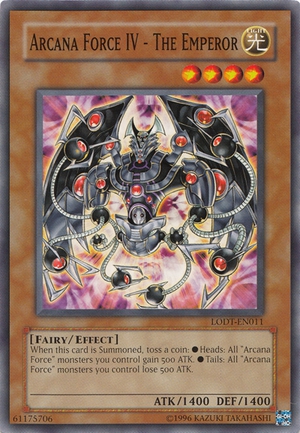 ARCANA FORCE IV - THE EMPEROR
LIGHT
光
LODT-EN011
[FAIRY/EFFECT]
When this card is Summoned, toss a coin: ●Heads: All "Arcana
Force" monsters you control gain 500 ATK. ●Tails: All "Arcana
Force" monsters you control lose 500 ATK.
ATK/1400 DEF/1400
61175706 ©1996 KAZUKI TAKAHASHI